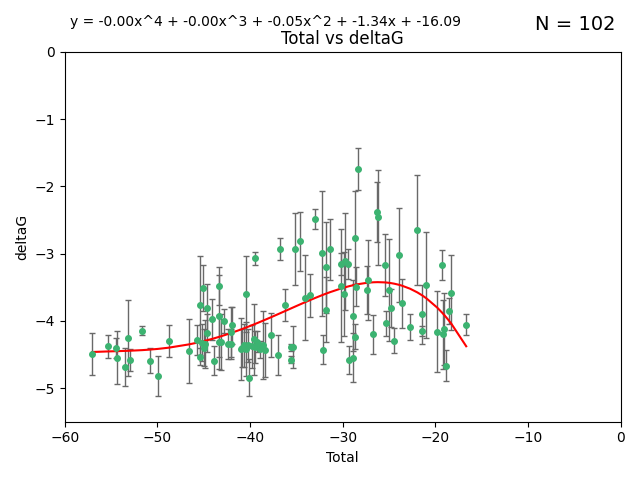 y = -0.00x^4 + -0.00x^3 + -0.05x^2 + -1.34x + -16.09
N = 102
Total vs deltaG
0
−1
−2
−3
−4
−5
deltaG
−60 −50 −40 −30 −20 −10 0
Total